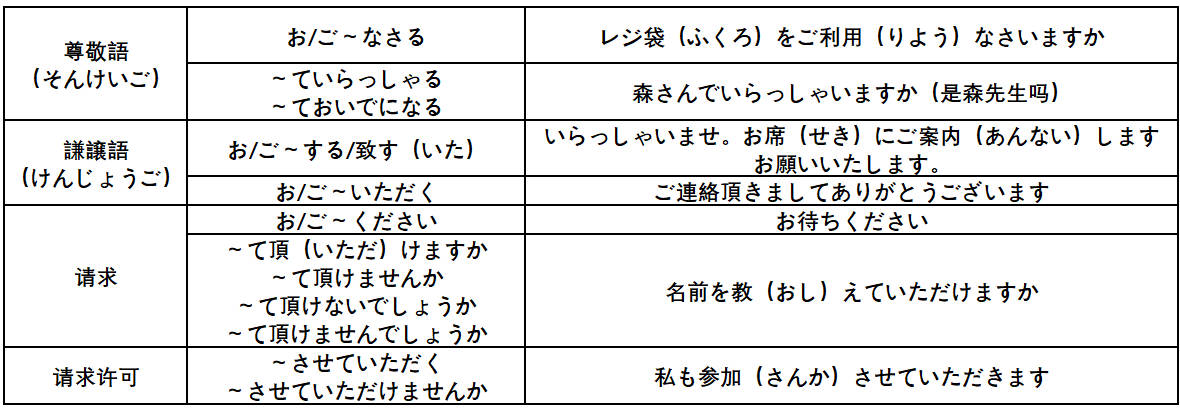 尊敬語
（そんけいご）
お/ご～なさる
レジ袋（ふくろ）をご利用（りよう）なさいますか
～ていらっしゃる
～ておいでになる
森さんでいらっしゃいますか（是森先生吗）
謙譲語
（けんじょうご）
お/ご～する/致す（いた）
いらっしゃいませ。お席（せき）にご案内（あんない）します
お願いいたします。
お/ご～いただく
ご連絡頂きましてありがとうございます
请求
お/ご～ください
お待ちください
～て頂（いただ）けますか
～て頂けませんか
～て頂けないでしょうか
～て頂けませんでしょうか
名前を教（おし）えていただけますか
请求许可
～させていただく
～させていただけませんか
私も参加（さんか）させていただきます